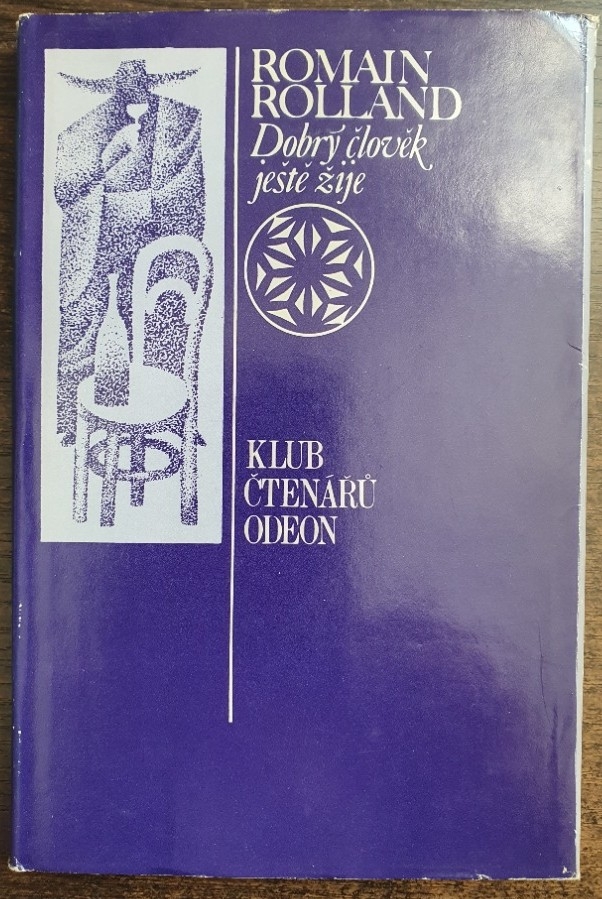 ROMAIN
ROLLAND
Dobrý člověk
ještě žije
KLUB
ČTENÁŘŮ
ODEON